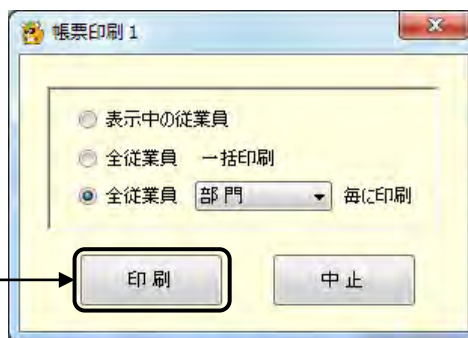 帳票印刷 1
表示中の従業員
全従業員 一括印刷
全従業員 部門 毎に印刷
印刷 中止